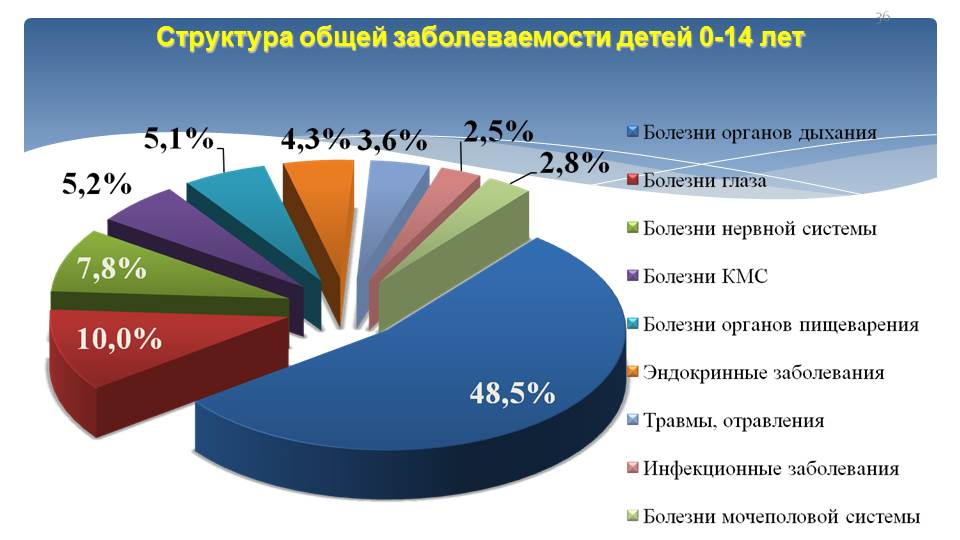 36
Структура общей заболеваемости детей 0-14 лет
5,1%
4,3%
3,6%
2,5%
2,8%
5,2%
7,8%
10,0%
48,5%
Болезни органов дыхания
Болезни глаза
Болезни нервной системы
Болезни КМС
Болезни органов пищеварения
Эндокринные заболевания
Травмы, отравления
Инфекционные заболевания
Болезни мочеполовой системы